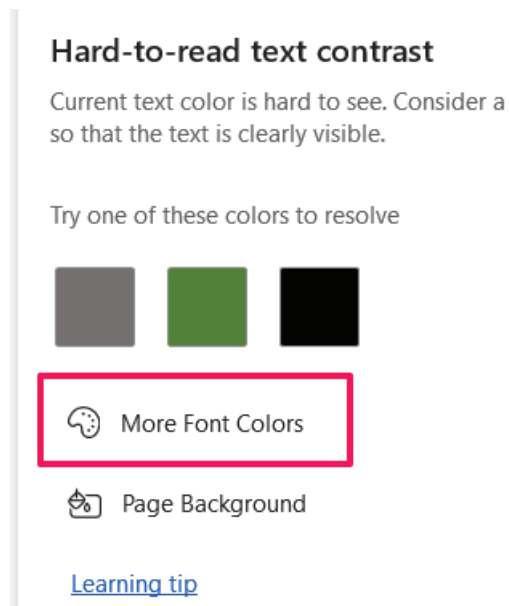 Hard-to-read text contrast
Current text color is hard to see. Consider a
so that the text is clearly visible.
Try one of these colors to resolve
More Font Colors
Page Background
Learning tip